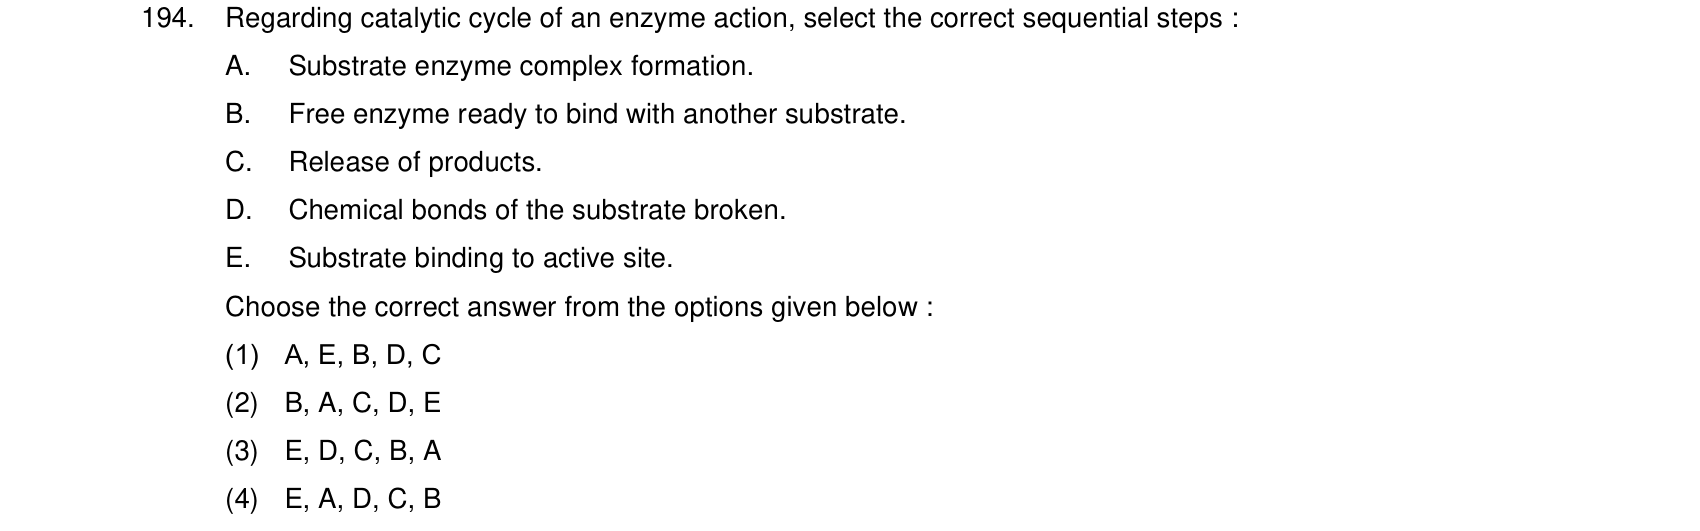 194. Regarding catalytic cycle of an enzyme action, select the correct sequential steps :
A. Substrate enzyme complex formation.
B. Free enzyme ready to bind with another substrate.
C. Release of products.
D. Chemical bonds of the substrate broken.
E. Substrate binding to active site.
Choose the correct answer from the options given below :
(1) A, E, B, D, C
(2) B, A, C, D, E
(3) E, D, C, B, A
(4) E, A, D, C, B